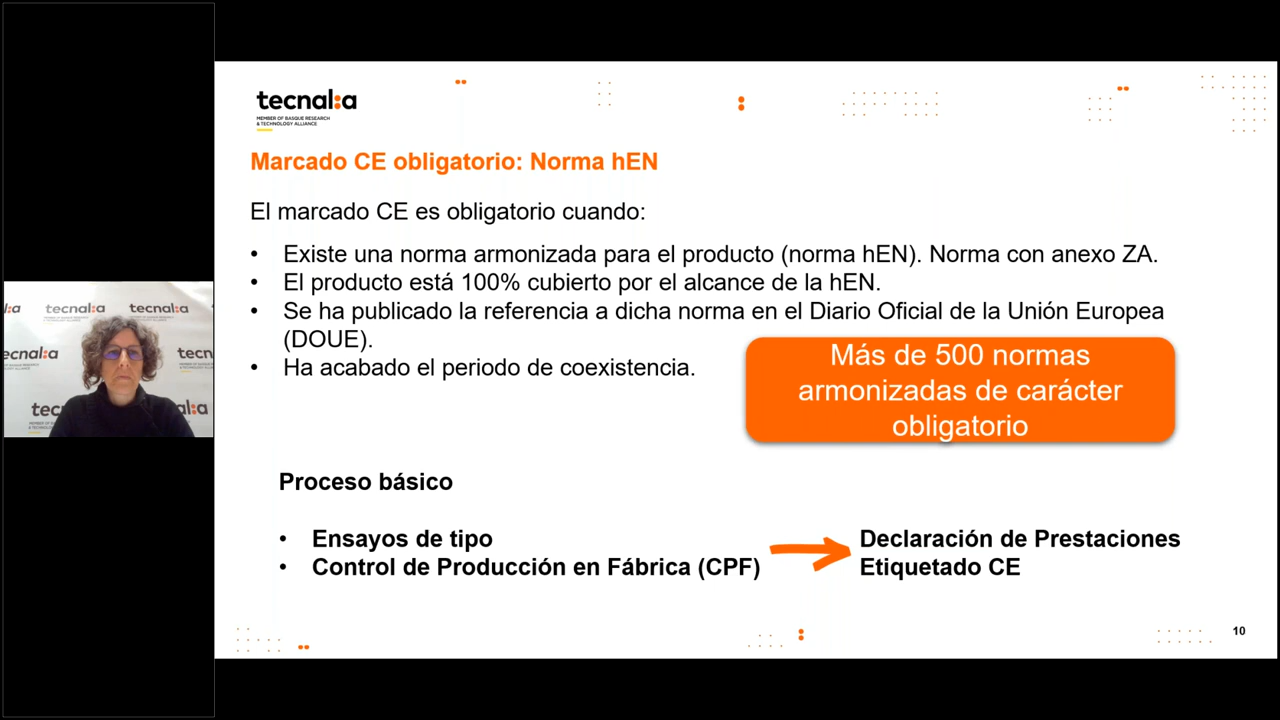 tecnal:a
MEMBER OF BASQUE RESEARCH
& TECHNOLOGY ALLIANCE
Marcado CE obligatorio: Norma hEN
El marcado CE es obligatorio cuando:
• Existe una norma armonizada para el producto (norma hEN). Norma con anexo ZA.
• El producto está 100% cubierto por el alcance de la hEN.
• Se ha publicado la referencia a dicha norma en el Diario Oficial de la Unión Europea
(DOUE).
• Ha acabado el periodo de coexistencia.
Más de 500 normas
armonizadas de carácter
obligatorio
Proceso básico
• Ensayos de tipo
• Control de Producción en Fábrica (CPF)
Declaración de Prestaciones
Etiquetado CE
10
tecnal:a
tecnal:a